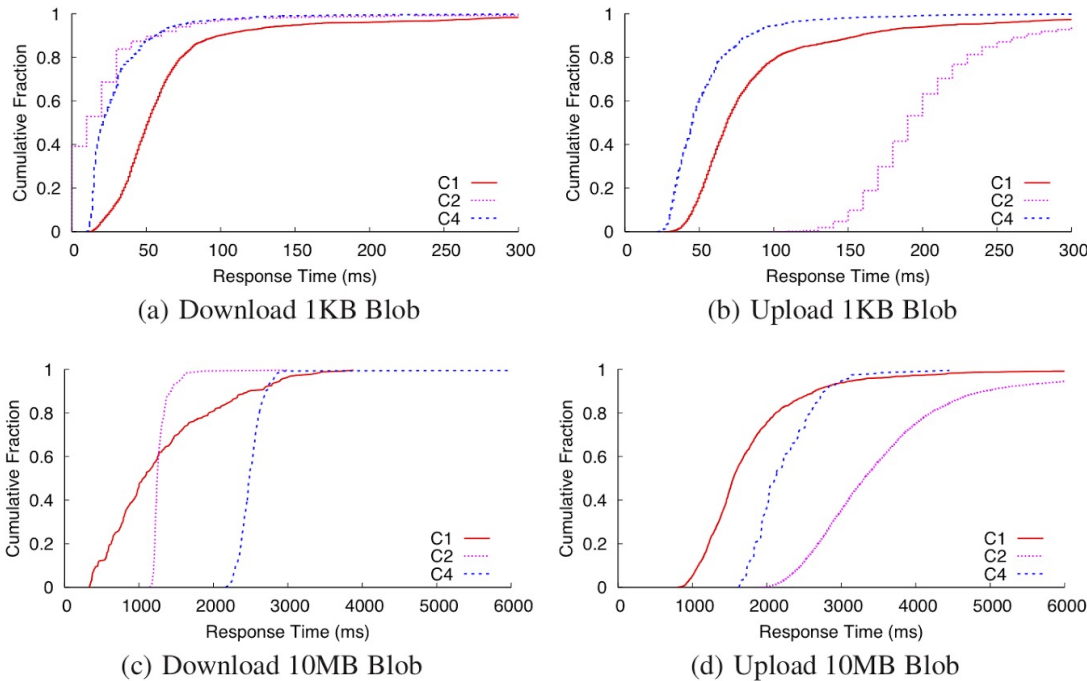 1
0.8
0.6
0.4
0.2
0
Cumulative Fraction
C1
C2
C4
0 50 100 150 200 250 300
Response Time (ms)
(a) Download 1KB Blob
1
0.8
0.6
0.4
0.2
0
Cumulative Fraction
C1
C2
C4
0 50 100 150 200 250 300
Response Time (ms)
(b) Upload 1KB Blob
1
0.8
0.6
0.4
0.2
0
Cumulative Fraction
C1
C2
C4
0 1000 2000 3000 4000 5000 6000
Response Time (ms)
(c) Download 10MB Blob
1
0.8
0.6
0.4
0.2
0
Cumulative Fraction
C1
C2
C4
0 1000 2000 3000 4000 5000 6000
Response Time (ms)
(d) Upload 10MB Blob